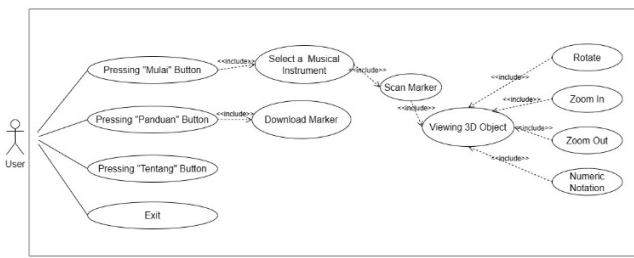 Pressing "Mulai" Button
<<include>>
Select a Musical
Instrument
<<include>>
Scan Marker
<<include>>
Viewing 3D Object
<<include>>
Rotate
<<include>>
Zoom In
<<include>>
Zoom Out
<<include>>
Numeric
Notation
Pressing "Panduan" Button
<<include>>
Download Marker
User
Pressing "Tentang" Button
Exit